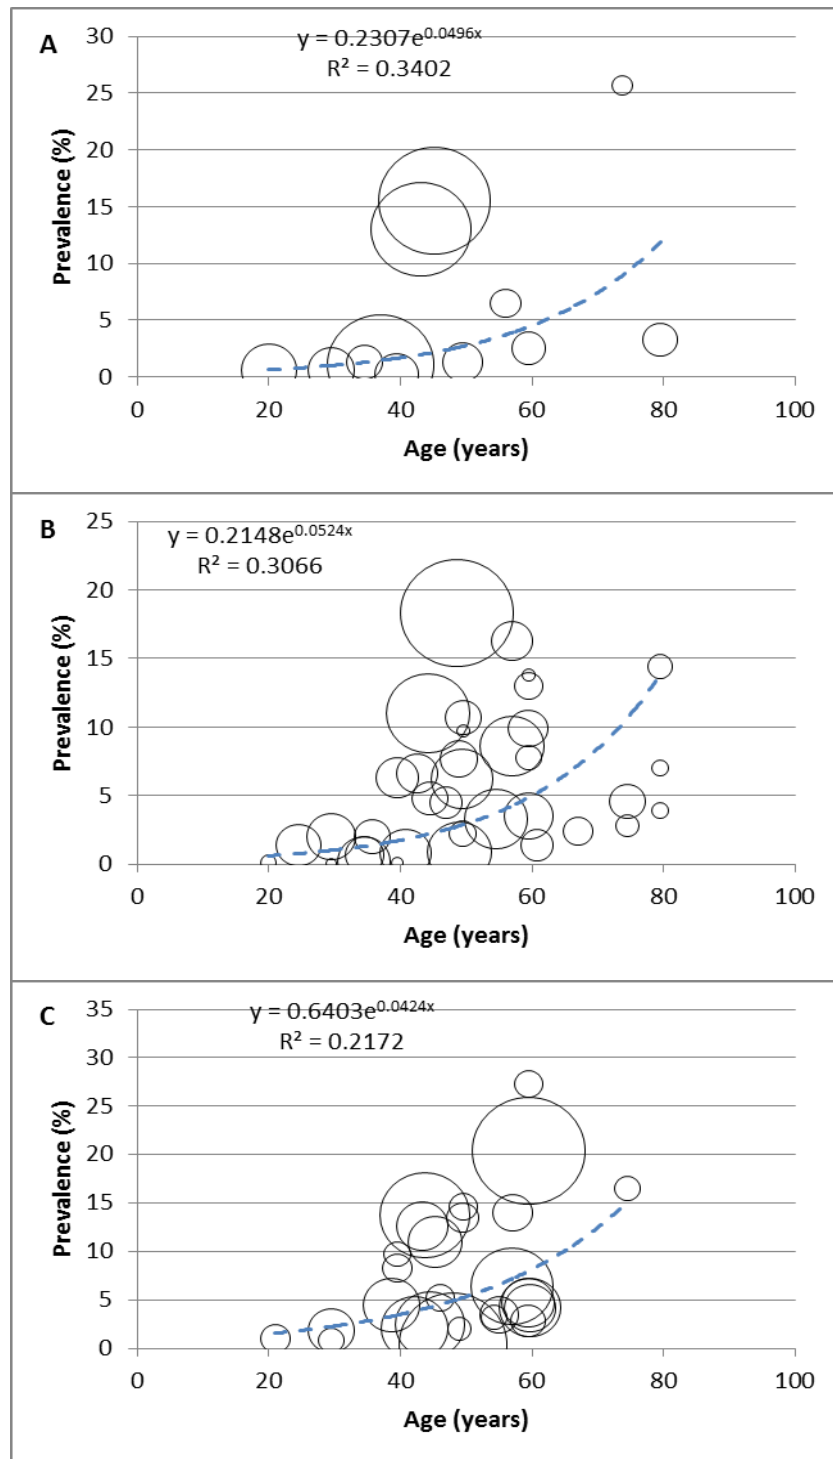 A
y = 0.2307e^0.0496x
R² = 0.3402
30
25
20
15
10
5
0
Prevalence (%)
0 20 40 60 80 100
Age (years)
B
y = 0.2148e^0.0524x
R² = 0.3066
25
20
15
10
5
0
Prevalence (%)
0 20 40 60 80 100
Age (years)
C
y = 0.6403e^0.0424x
R² = 0.2172
35
30
25
20
15
10
5
0
Prevalence (%)
0 20 40 60 80 100
Age (years)